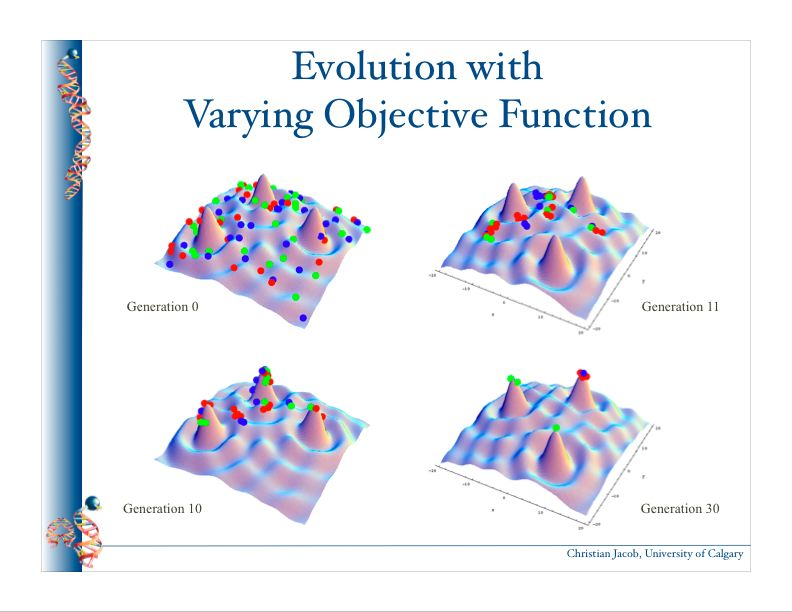 Evolution with
Varying Objective Function
Generation 0
Generation 11
Generation 10
Generation 30
Christian Jacob, University of Calgary